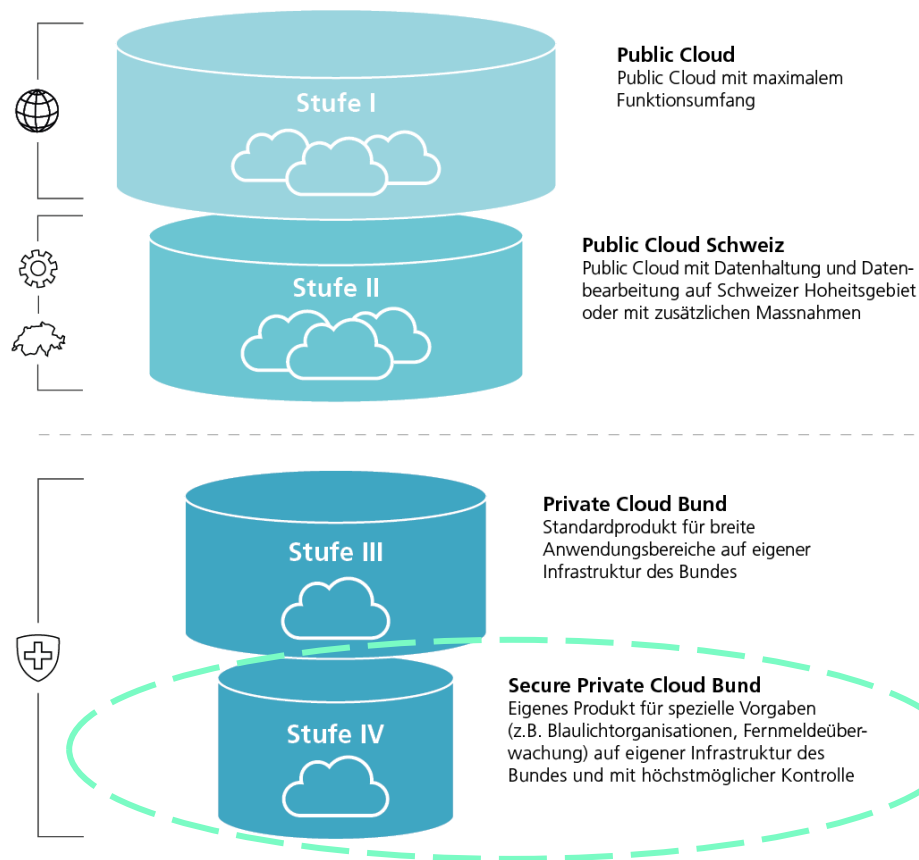 Stufe I
Public Cloud
Public Cloud mit maximalem
Funktionsumfang
Stufe II
Public Cloud Schweiz
Public Cloud mit Datenhaltung und Daten-
bearbeitung auf Schweizer Hoheitsgebiet
oder mit zusätzlichen Massnahmen
Stufe III
Private Cloud Bund
Standardprodukt für breite
Anwendungsbereiche auf eigener
Infrastruktur des Bundes
Stufe IV
Secure Private Cloud Bund
Eigenes Produkt für spezielle Vorgaben
(z.B. Blaulichtorganisationen, Fernmeldeüber-
wachung) auf eigener Infrastruktur des
Bundes und mit höchstmöglicher Kontrolle